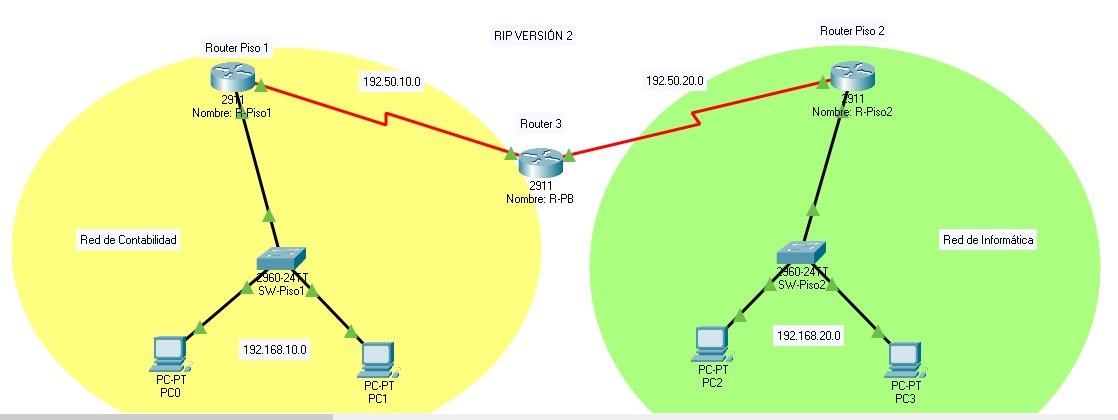 RIP VERSIÓN 2
Router Piso 1
2911
Nombre: R-Piso1
192.50.10.0
Router 3
2911
Nombre: R-PB
192.50.20.0
Router Piso 2
2911
Nombre: R-Piso2
Red de Contabilidad
2960-24TT
SW-Piso1
192.168.10.0
PC-PT
PC0
PC-PT
PC1
Red de Informática
2960-24TT
SW-Piso2
192.168.20.0
PC-PT
PC2
PC-PT
PC3